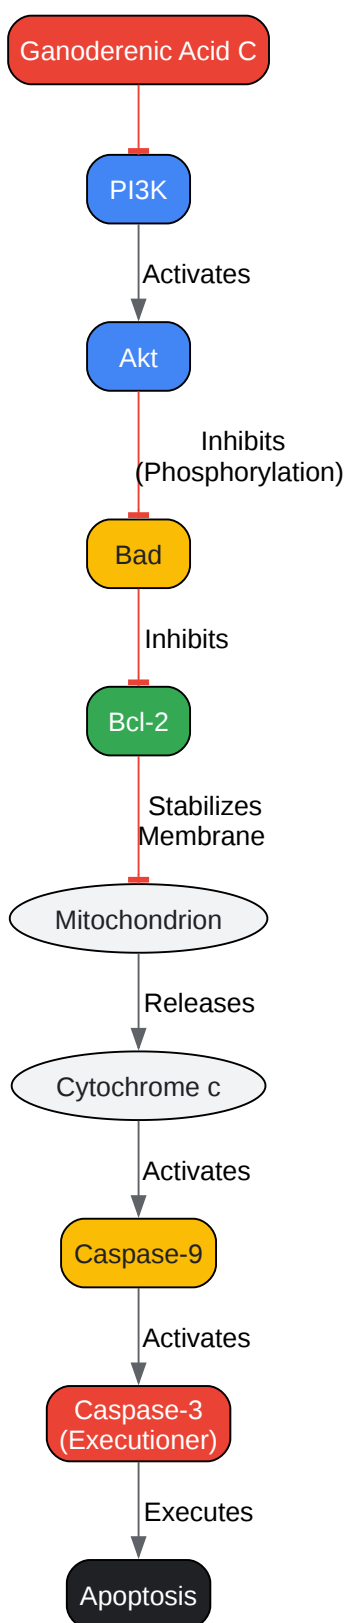 Ganoderenic Acid C
PI3K
Activates
Akt
Inhibits
(Phosphorylation)
Bad
Inhibits
Bcl-2
Stabilizes
Membrane
Mitochondrion
Releases
Cytochrome c
Activates
Caspase-9
Activates
Caspase-3
(Executioner)
Executes
Apoptosis